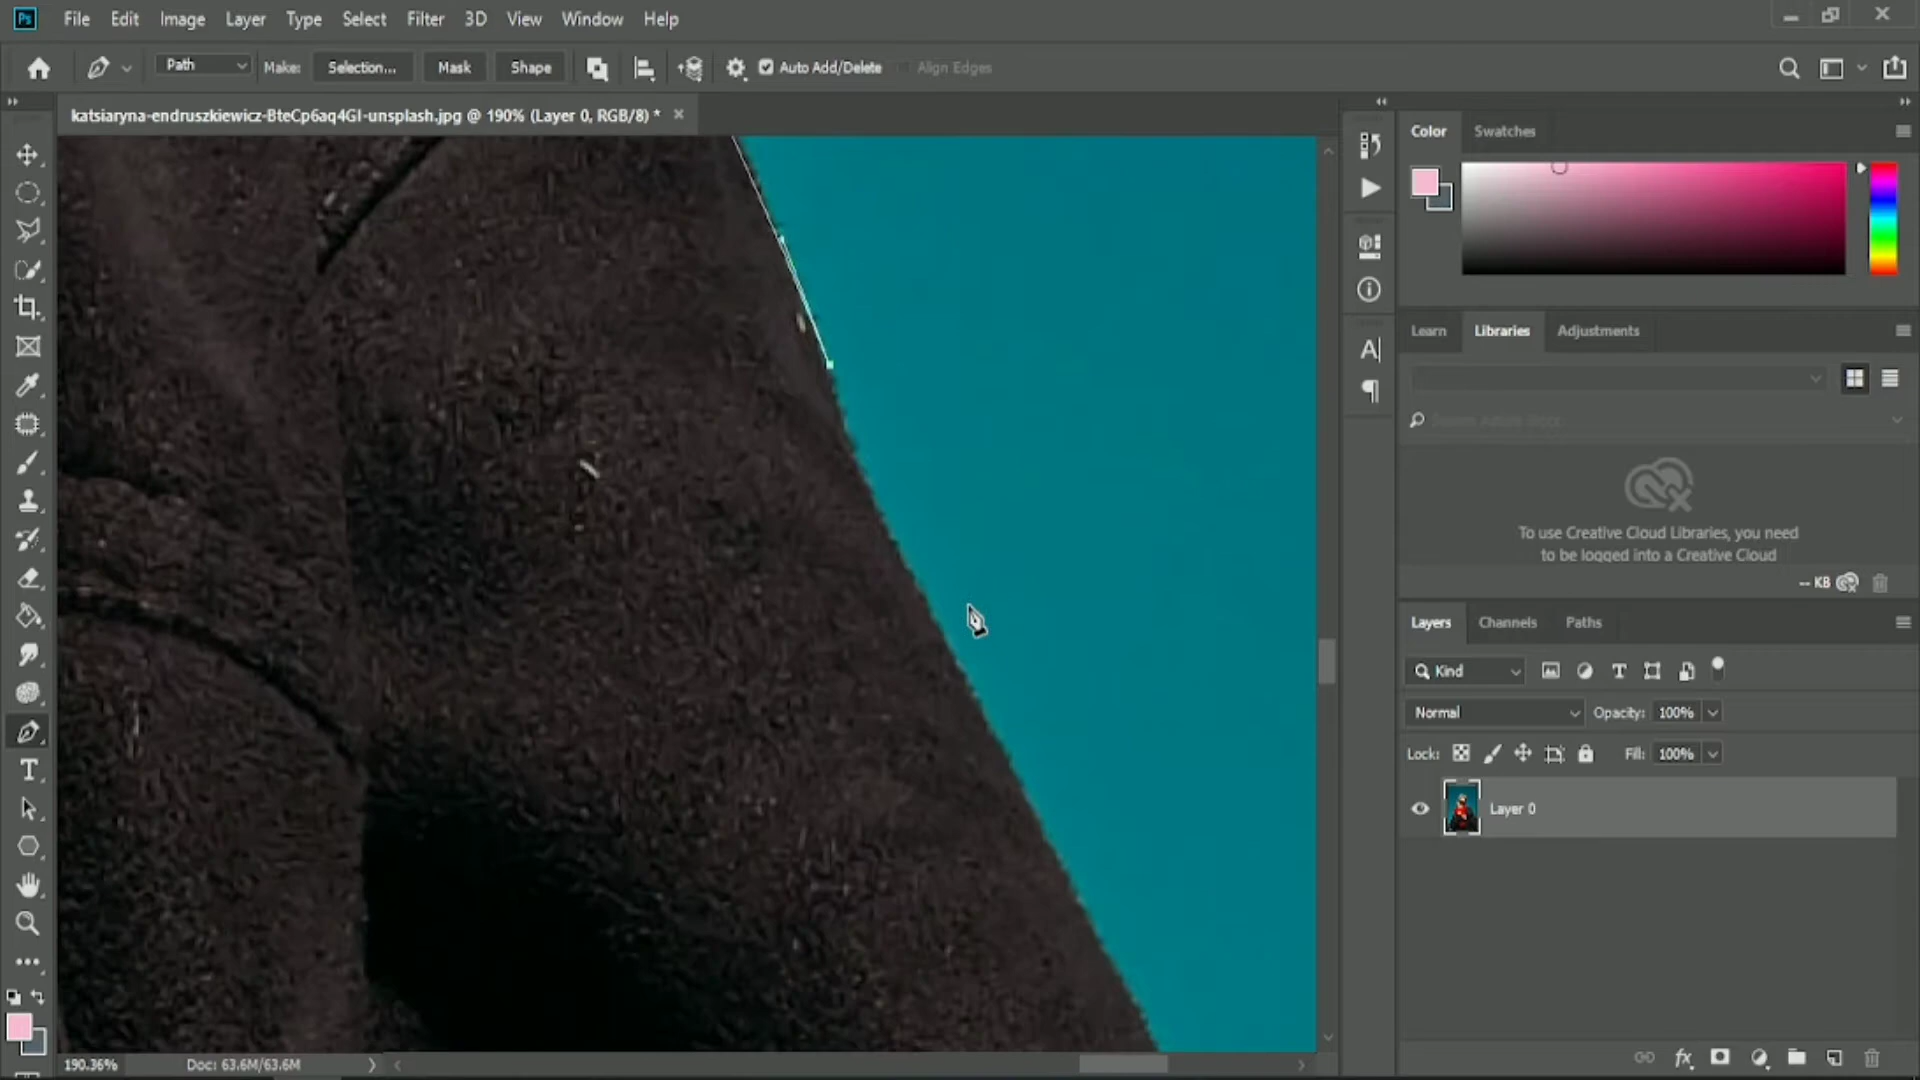 Ps File Edit Image Layer Type Select Filter 3D View Window Help
Path Make: Selection... Mask Shape Auto Add/Delete Align Edges
katsiaryna-endruszkiewicz-BteCp6aq4GI-unsplash.jpg @ 190% (Layer 0, RGB/8) *
Color Swatches
Learn Libraries Adjustments
To use Creative Cloud Libraries, you need
to be logged into a Creative Cloud
-- KB
Layers Channels Paths
Kind
Normal Opacity: 100%
Lock: Fill: 100%
Layer 0
fx
190.36% Doc: 63.6M/63.6M